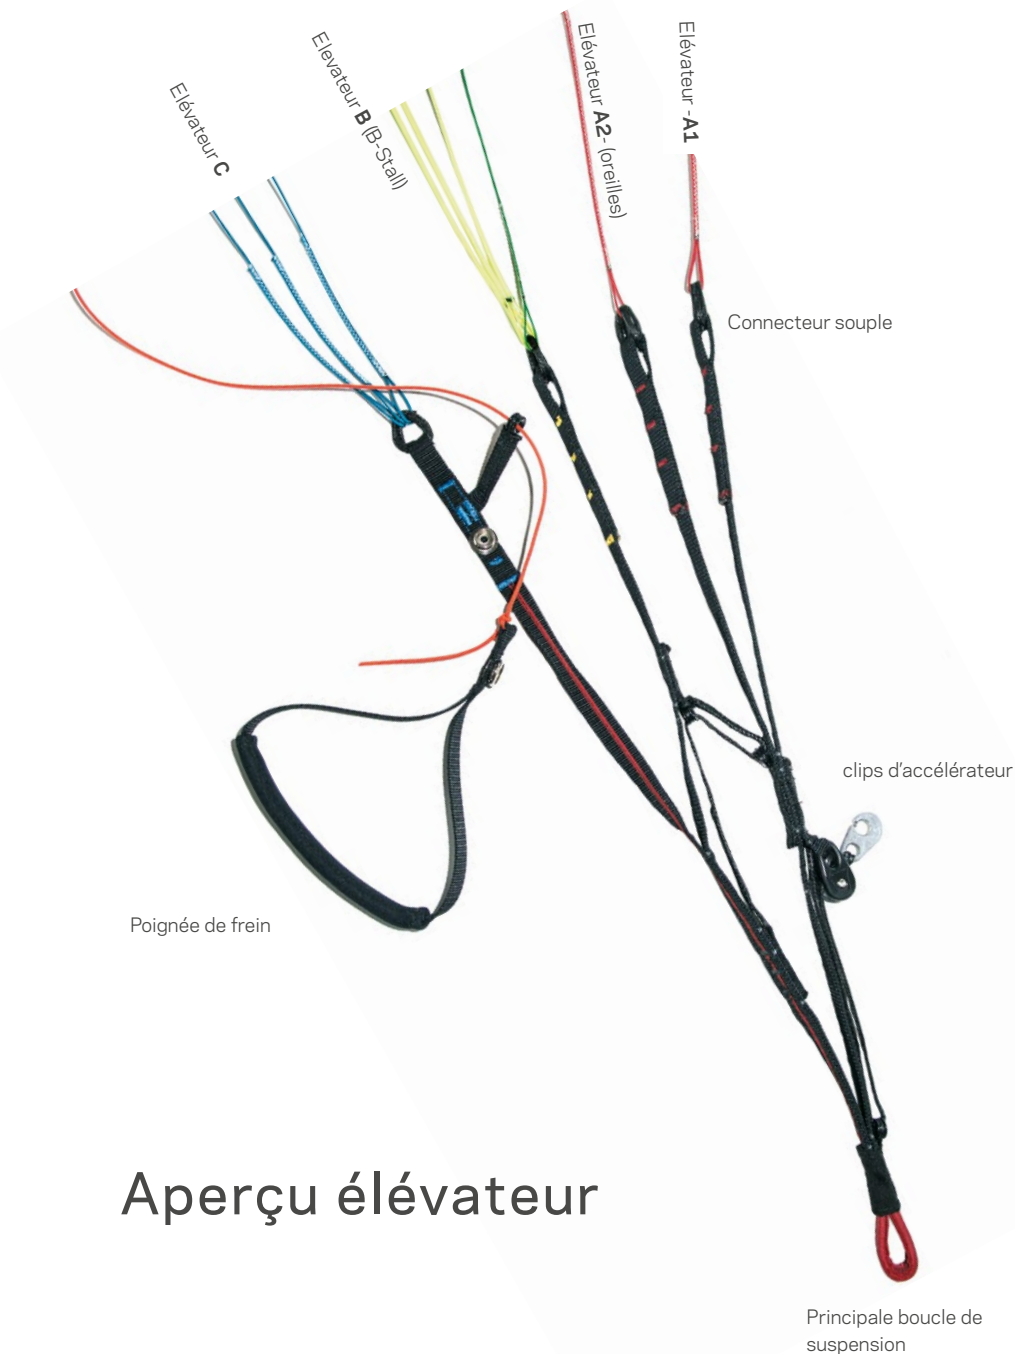 Elévateur C
Elevateur B (B-Stall)
Elévateur A2- (oreilles)
Elévateur -A1
Connecteur souple
clips d'accélérateur
Poignée de frein
Aperçu élévateur
Principale boucle de
suspension